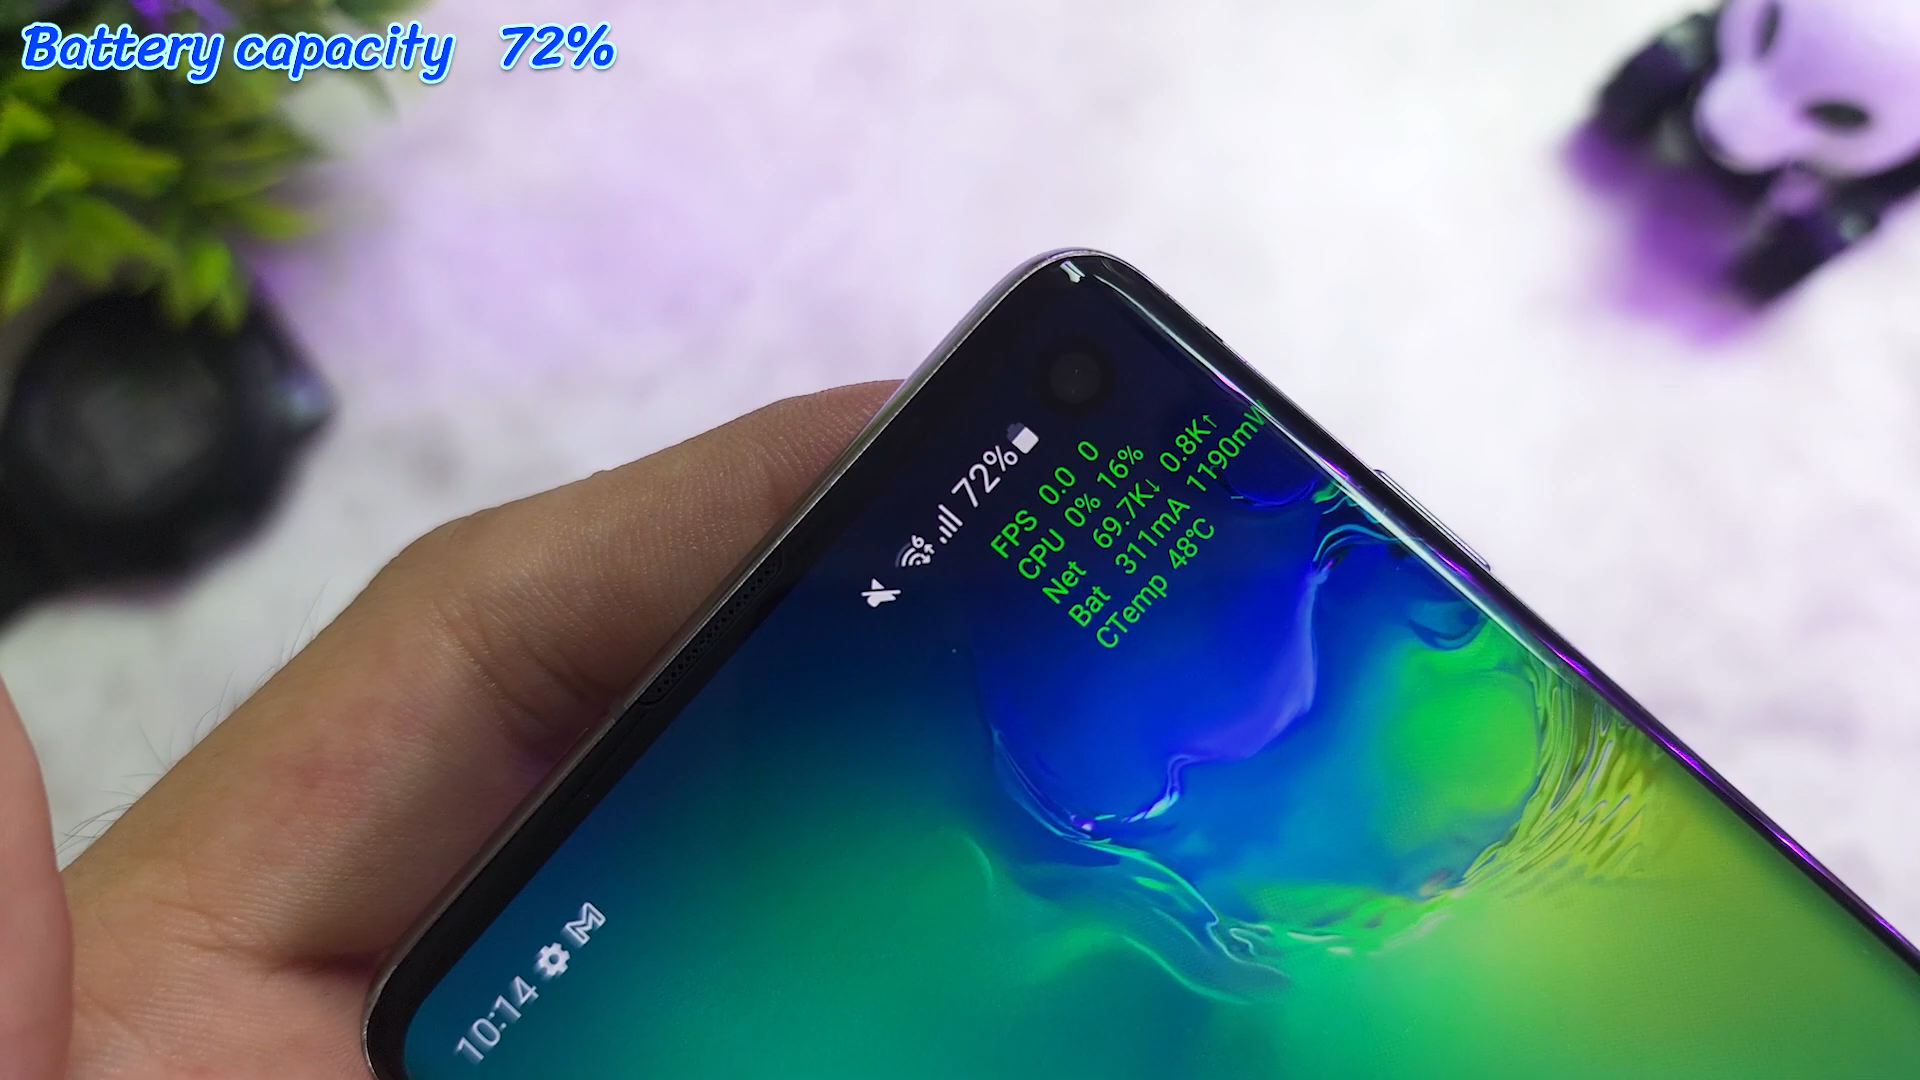 Battery capacity 72%
72%
FPS 0.0 0
CPU 0% 16%
Net 69.7K↓ 0.8K↑
Bat 311mA 1190mW
CTemp 48°C
10:14